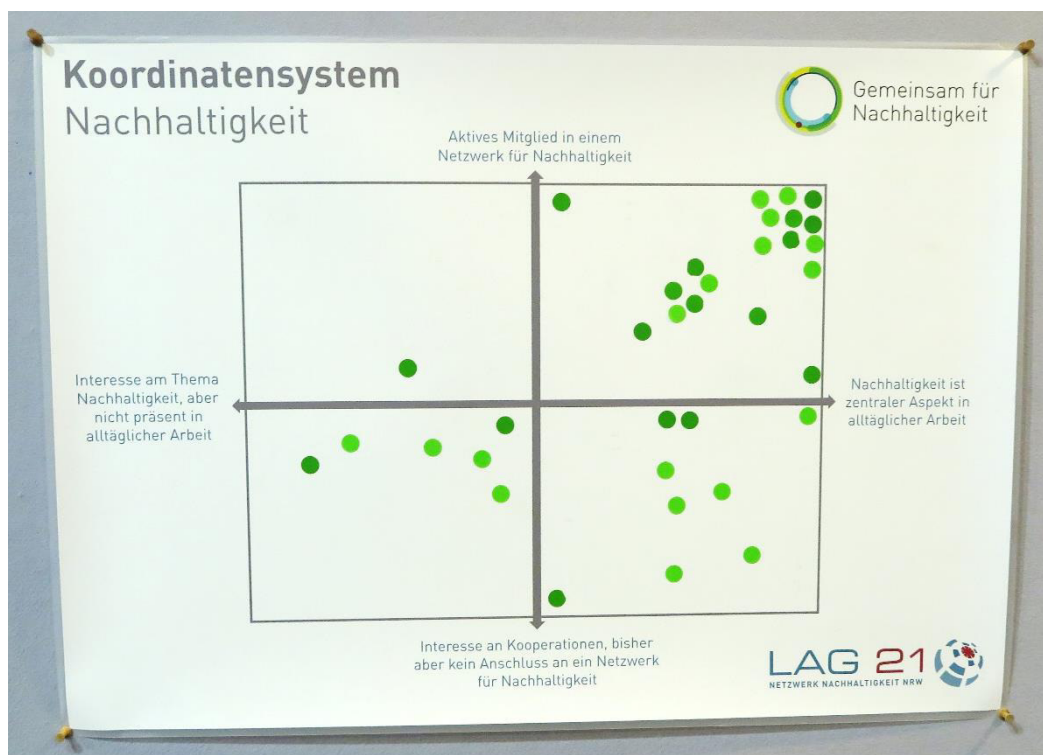 Koordinatensystem
Nachhaltigkeit
Gemeinsam für
Nachhaltigkeit
Aktives Mitglied in einem
Netzwerk für Nachhaltigkeit
Interesse am Thema
Nachhaltigkeit, aber
nicht präsent in
alltäglicher Arbeit
Nachhaltigkeit ist
zentraler Aspekt in
alltäglicher Arbeit
Interesse an Kooperationen, bisher
aber kein Anschluss an ein Netzwerk
für Nachhaltigkeit
LAG 21
NETZWERK NACHHALTIGKEIT NRW